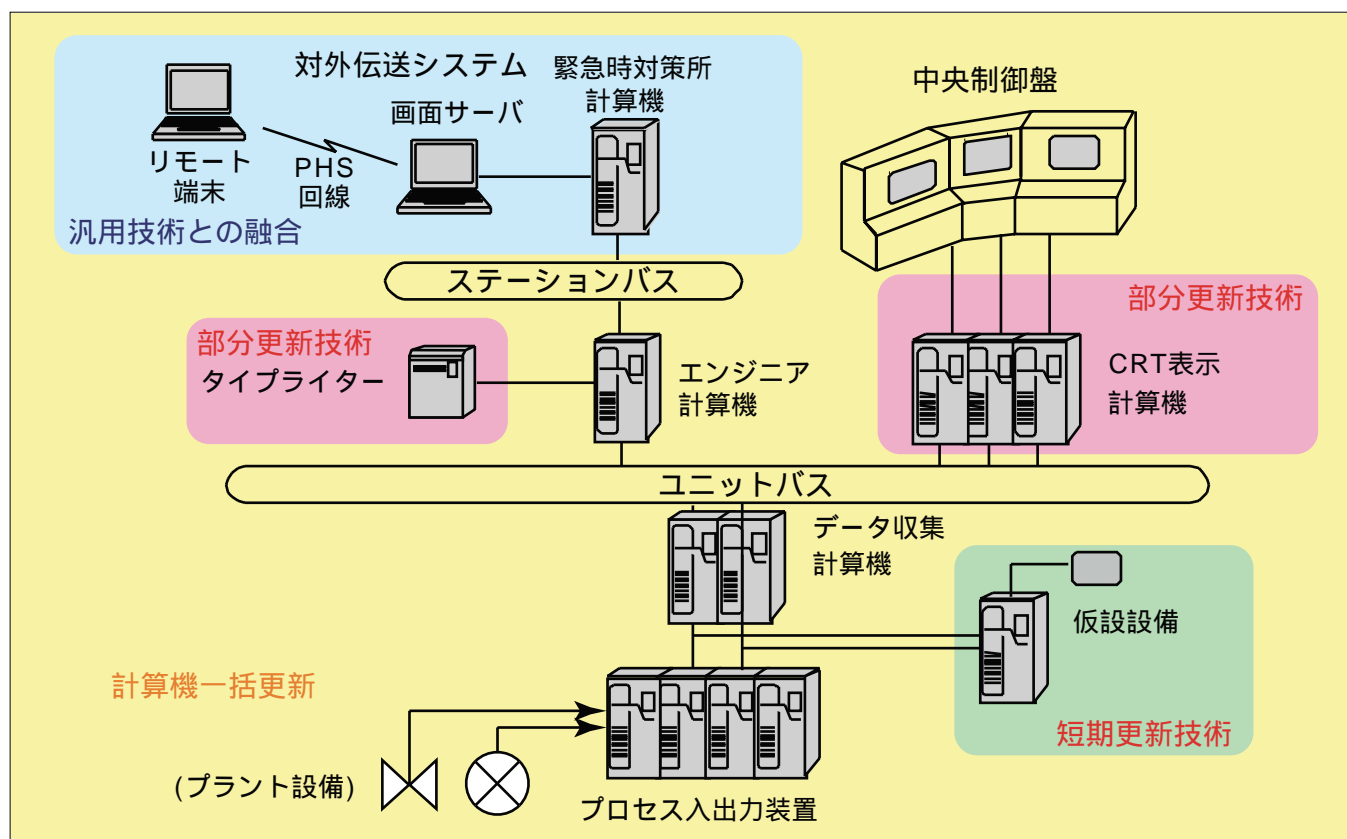 対外伝送システム
緊急時対策所
計算機
画面サーバ
リモート
端末
PHS
回線
汎用技術との融合
中央制御盤
ステーションバス
部分更新技術
タイプライター
エンジニア
計算機
部分更新技術
CRT表示
計算機
ユニットバス
データ収集
計算機
仮設設備
短期更新技術
計算機一括更新
(プラント設備)
プロセス入出力装置